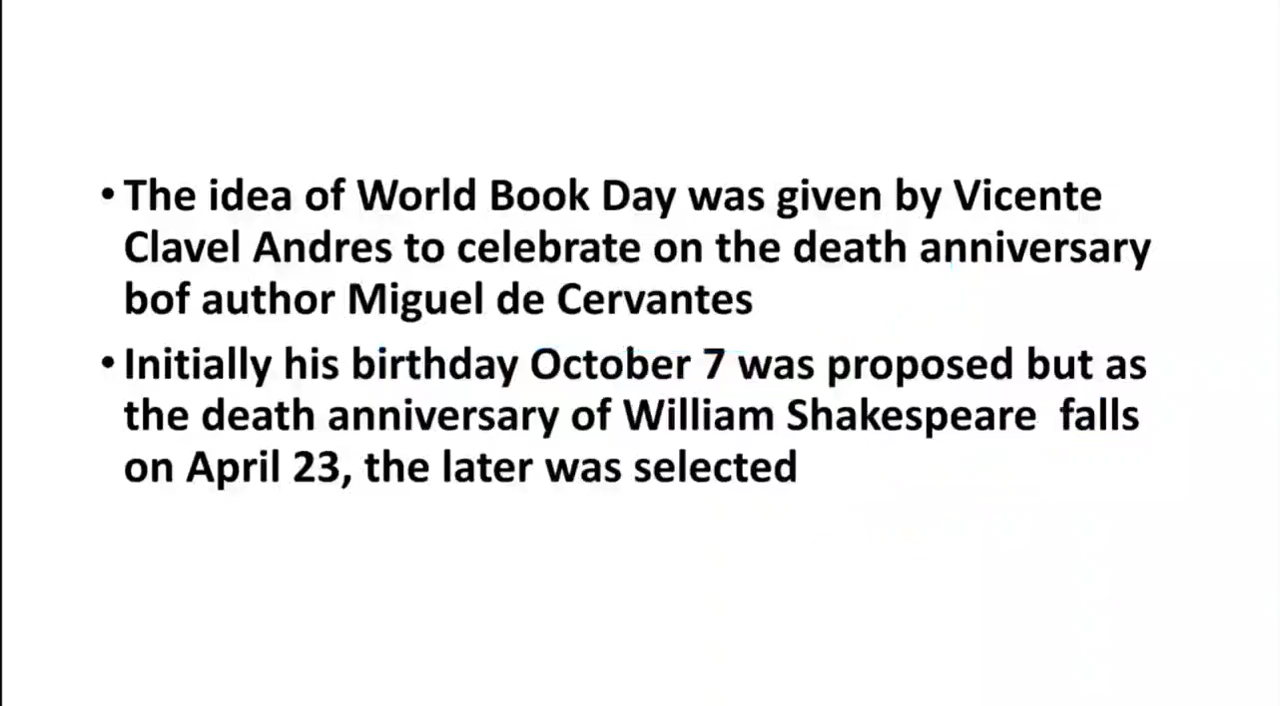 • The idea of World Book Day was given by Vicente
Clavel Andres to celebrate on the death anniversary
bof author Miguel de Cervantes
• Initially his birthday October 7 was proposed but as
the death anniversary of William Shakespeare  falls
on April 23, the later was selected